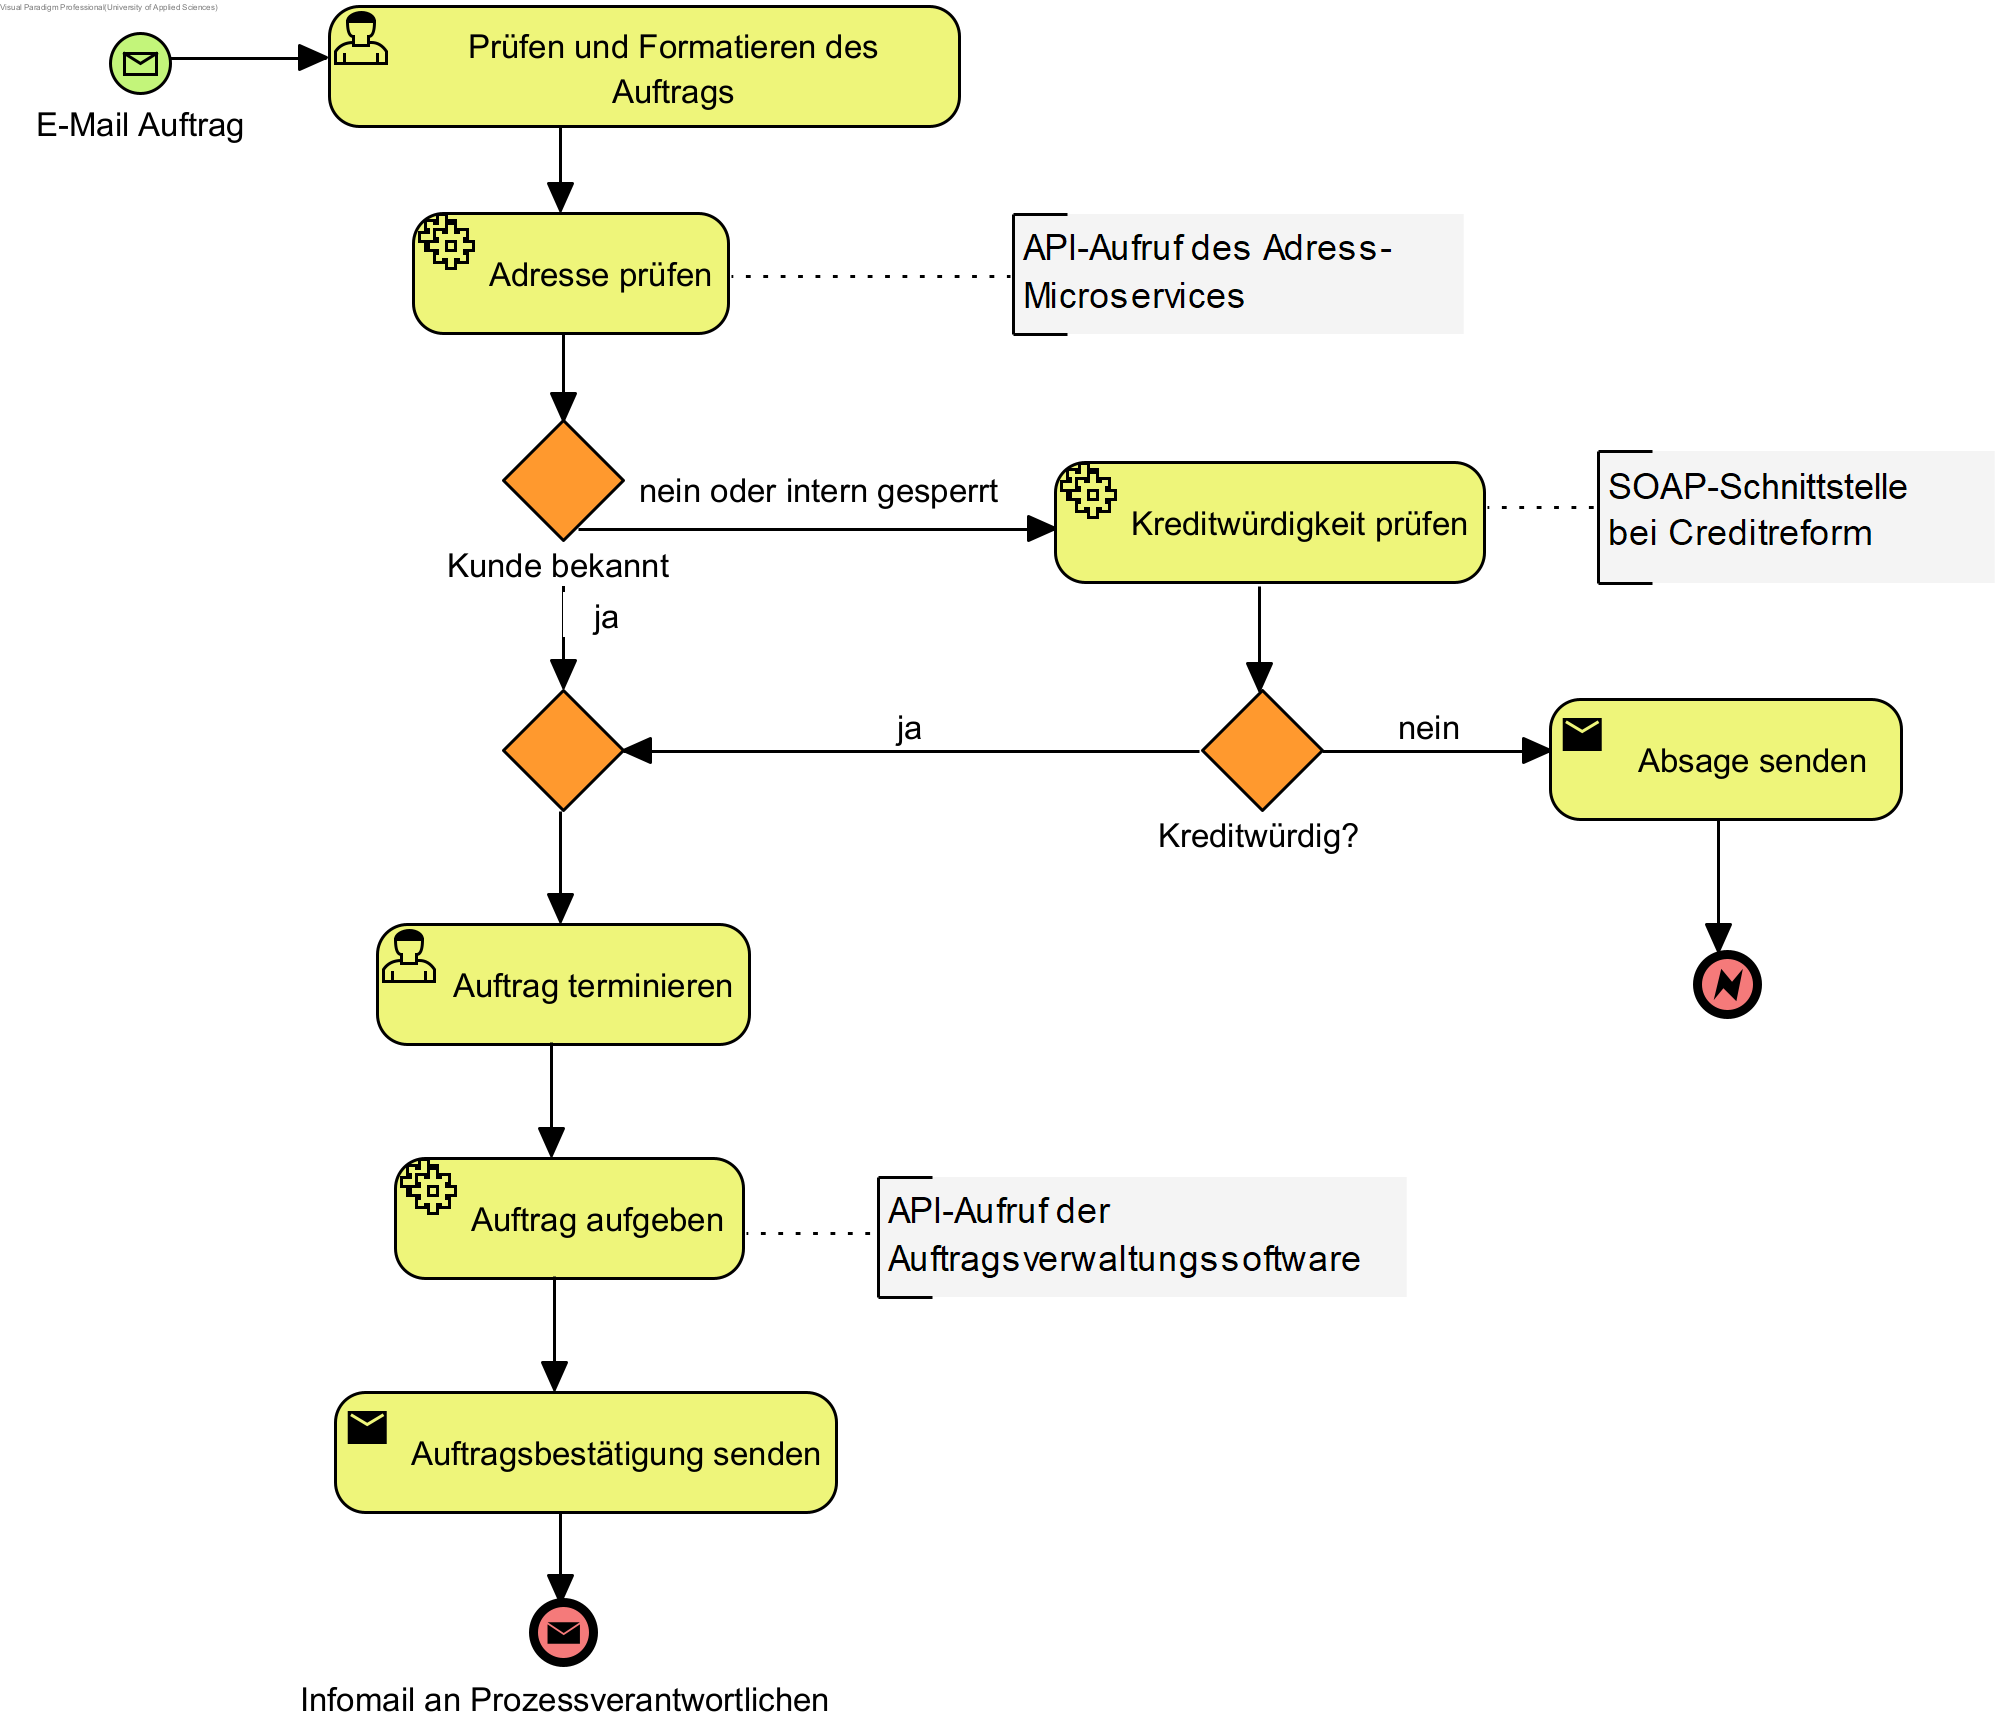 Visual Paradigm Professional(University of Applied Sciences)
Prüfen und Formatieren des
Auftrags
E-Mail Auftrag
Adresse prüfen
API-Aufruf des Adress-
Microservices
nein oder intern gesperrt
Kreditwürdigkeit prüfen
SOAP-Schnittstelle
bei Creditreform
Kunde bekannt
ja
ja
nein
Absage senden
Kreditwürdig?
Auftrag terminieren
Auftrag aufgeben
API-Aufruf der
Auftragsverwaltungssoftware
Auftragsbestätigung senden
Infomail an Prozessverantwortlichen